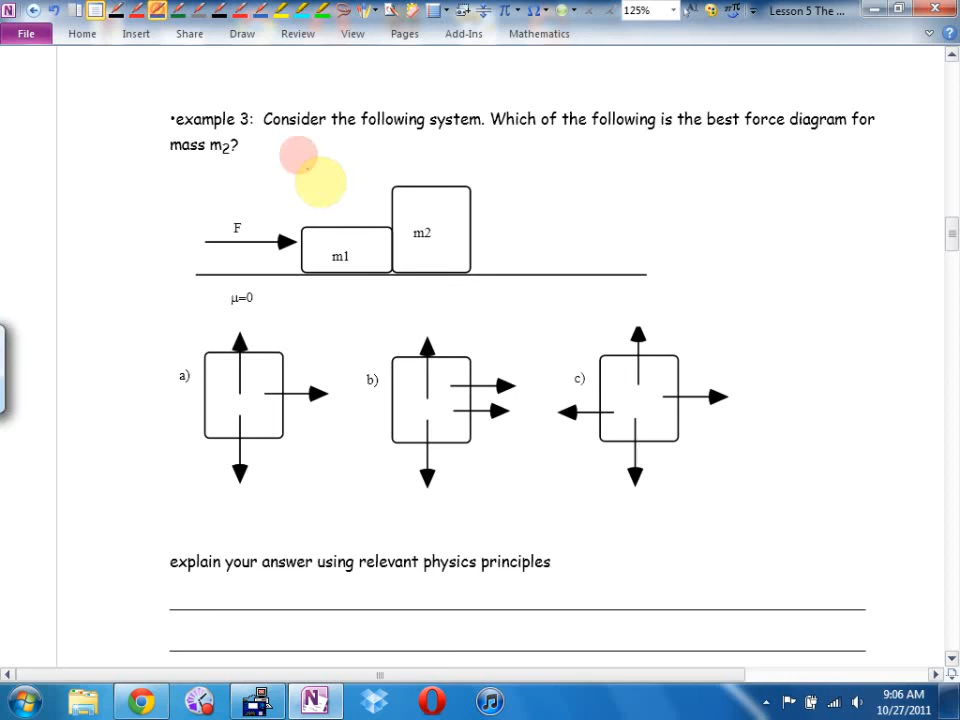 125% Lesson 5 The ...
File Home Insert Share Draw Review View Pages Add-Ins Mathematics
•example 3: Consider the following system. Which of the following is the best force diagram for
mass m2?
F
m2
m1
μ=0
a) b) c)
explain your answer using relevant physics principles
9:06 AM
10/27/2011